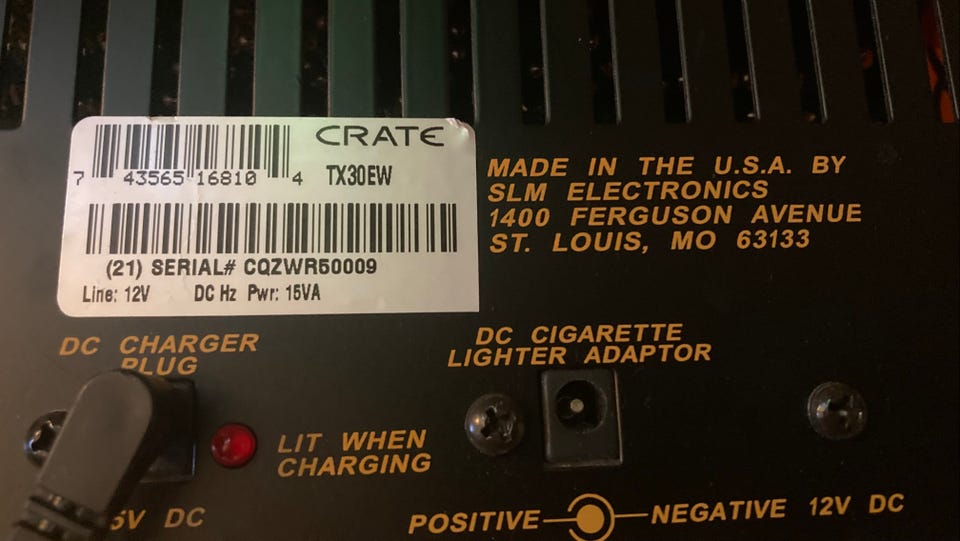 CRATE
7 43565 16810 4 TX30EW
(21) SERIAL# CQZWR50009
Line: 12V DC Hz Pwr: 15VA
MADE IN THE U.S.A. BY
SLM ELECTRONICS
1400 FERGUSON AVENUE
ST. LOUIS, MO 63133
DC CHARGER
PLUG
DC CIGARETTE
LIGHTER ADAPTOR
LIT WHEN
CHARGING
5V DC
POSITIVE NEGATIVE 12V DC